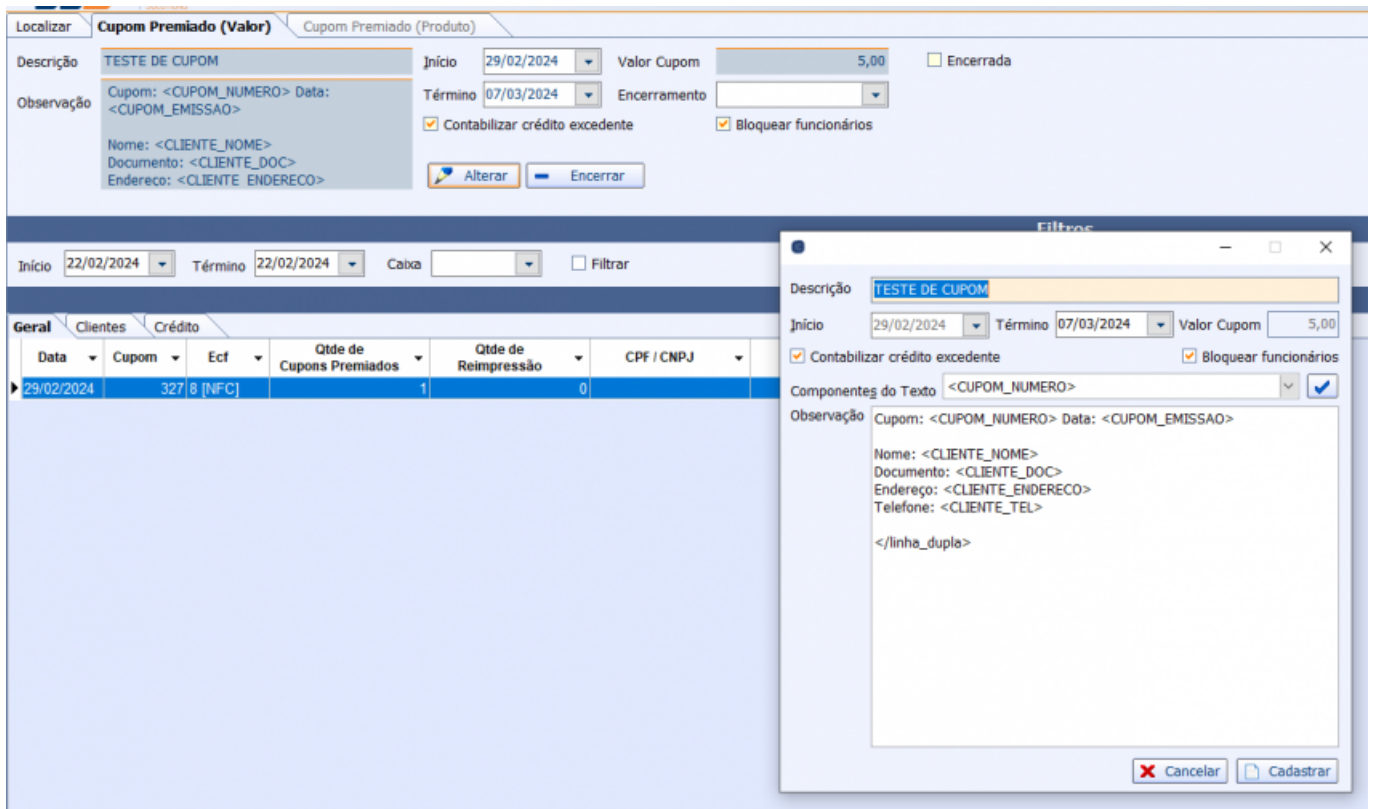 Localizar Cupom Premiado (Valor) Cupom Premiado (Produto)
Descrição TESTE DE CUPOM Início 29/02/2024 Valor Cupom 5,00 Encerrada
Observação Cupom: <CUPOM_NUMERO> Data:
<CUPOM_EMISSAO>
Nome: <CLIENTE_NOME>
Documento: <CLIENTE_DOC>
Endereço: <CLIENTE_ENDERECO>
Término 07/03/2024 Encerramento
Contabilizar crédito excedente Bloquear funcionários
Alterar Encerrar
Filtros
Início 22/02/2024 Término 22/02/2024 Caixa Filtrar
Geral Clientes Crédito
Data Cupom Ecf Qtde de Cupons Premiados Qtde de Reimpressão CPF / CNPJ
29/02/2024 327 8 [NFC] 1 0
Descrição TESTE DE CUPOM
Início 29/02/2024 Término 07/03/2024 Valor Cupom 5,00
Contabilizar crédito excedente Bloquear funcionários
Componentes do Texto <CUPOM_NUMERO>
Observação Cupom: <CUPOM_NUMERO> Data: <CUPOM_EMISSAO>
Nome: <CLIENTE_NOME>
Documento: <CLIENTE_DOC>
Endereço: <CLIENTE_ENDERECO>
Telefone: <CLIENTE_TEL>
</linha_dupla>
Cancelar Cadastrar